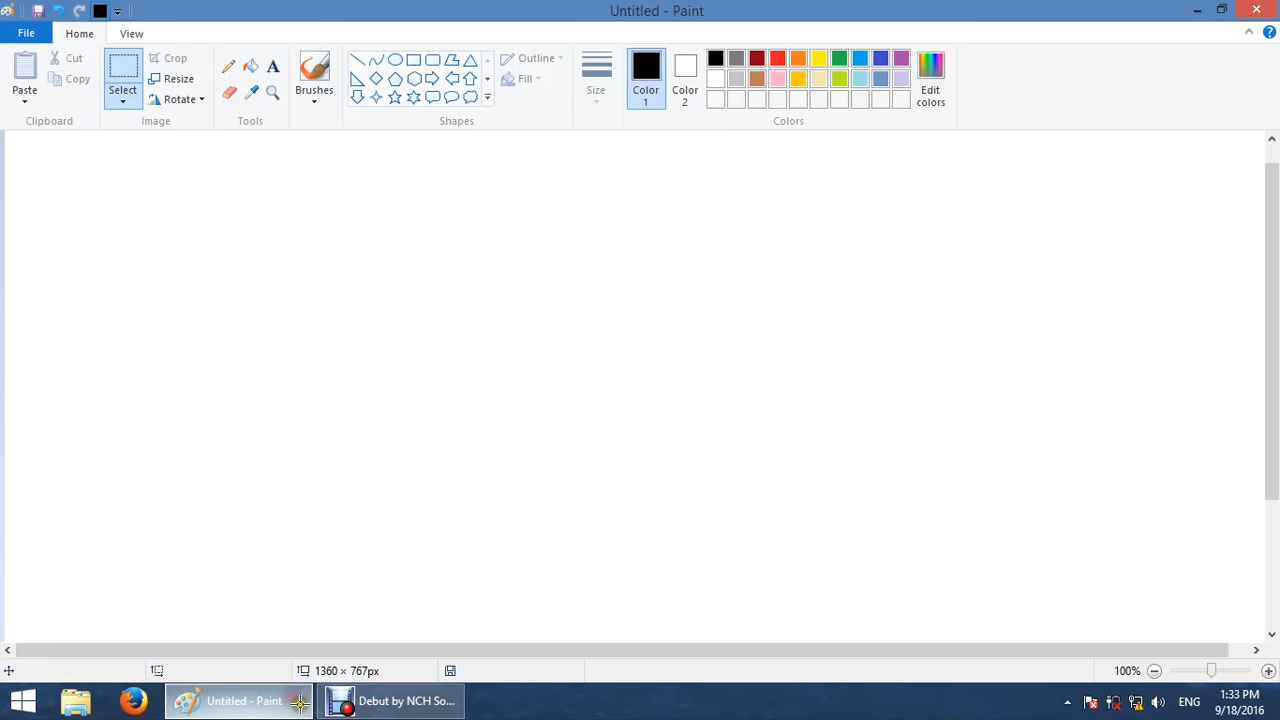 Untitled - Paint
File
Home
View
Paste
Cut
Copy
Clipboard
Select
Crop
Resize
Rotate
Image
A
Tools
Brushes
Outline
Fill
Shapes
Size
Color 1
Color 2
Edit colors
Colors
1360 × 767px
100%
Untitled - Paint
Debut by NCH So...
ENG
1:33 PM
9/18/2016